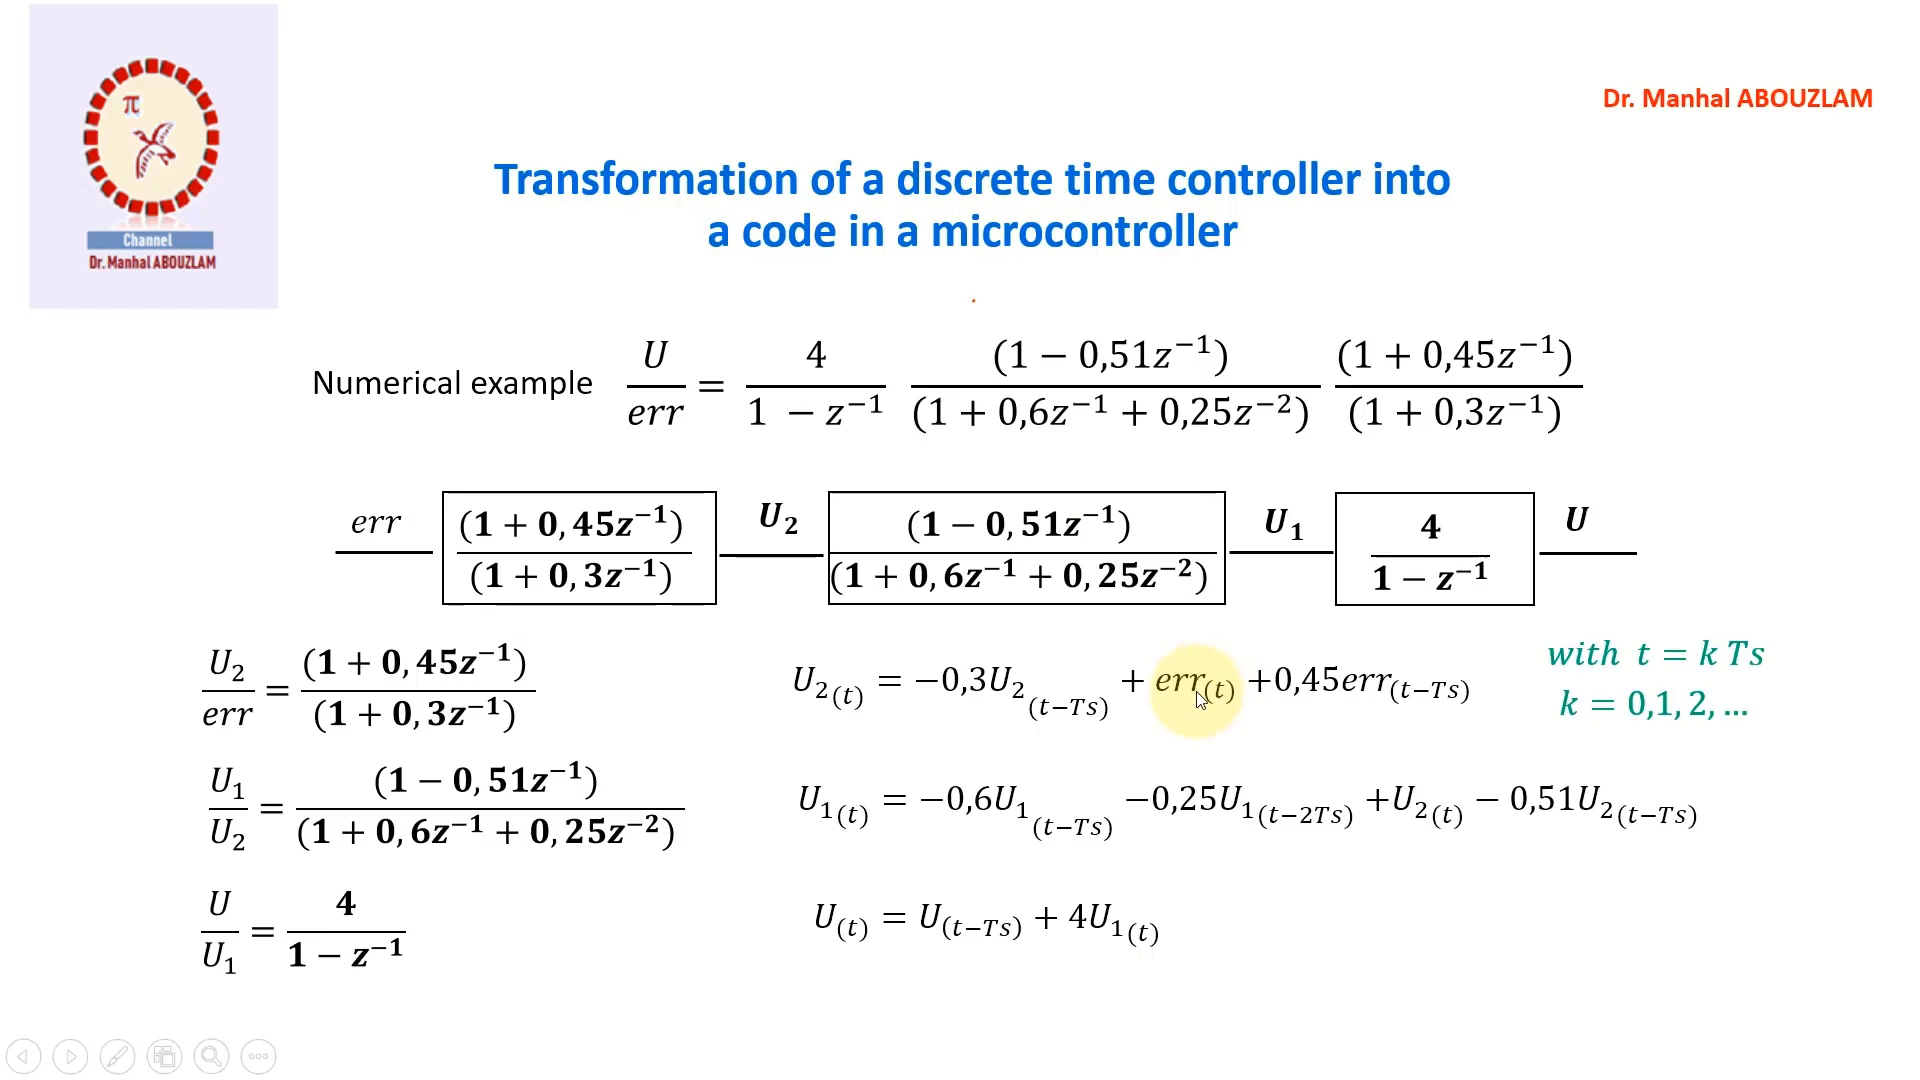 π
Channel
Dr. Manhal ABOUZLAM
Dr. Manhal ABOUZLAM
Transformation of a discrete time controller into
a code in a microcontroller
Numerical example U/err = 4/(1 − z⁻¹) (1 − 0,51z⁻¹)/(1 + 0,6z⁻¹ + 0,25z⁻²) (1 + 0,45z⁻¹)/(1 + 0,3z⁻¹)
err (1 + 0,45z⁻¹)/(1 + 0,3z⁻¹) U₂ (1 − 0,51z⁻¹)/(1 + 0,6z⁻¹ + 0,25z⁻²) U₁ 4/(1 − z⁻¹) U
U₂/err = (1 + 0,45z⁻¹)/(1 + 0,3z⁻¹)
U₂(t) = −0,3U₂(t−Ts) + err(t) +0,45err(t−Ts)
with t = k Ts
k = 0,1,2,...
U₁/U₂ = (1 − 0,51z⁻¹)/(1 + 0,6z⁻¹ + 0,25z⁻²)
U₁(t) = −0,6U₁(t−Ts) −0,25U₁(t−2Ts) +U₂(t) − 0,51U₂(t−Ts)
U/U₁ = 4/(1 − z⁻¹)
U(t) = U(t−Ts) + 4U₁(t)